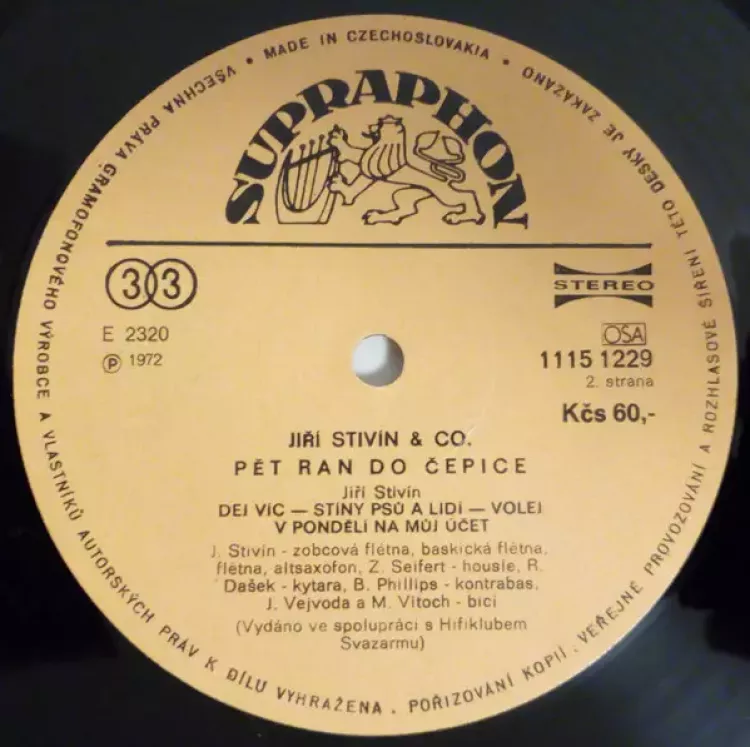 VŠECHNA PRÁVA GRAMOFONOVÉHO VÝROBCE A VLASTNÍKŮ AUTORSKÝCH PRÁV K DÍLU VYHRAŽENA . POŘIZOVÁNÍ KOPIÍ . VEŘEJNÉ PROVOZOVÁNÍ A ROZHLASOVÉ ŠÍŘENÍ TÉTO DESKY JE ZAKÁZÁNO
• MADE IN CZECHOSLOVAKIA •
SUPRAPHON
33
STEREO
E 2320
OSA
Ⓟ 1972
1115 1229
2. strana
Kčs 60,-
JIŘÍ STIVÍN & CO.
PĚT RAN DO ČEPICE
Jiří Stivín
DEJ VÍC — STÍNY PSŮ A LIDÍ — VOLEJ
V PONDĚLÍ NA MŮJ ÚČET
J. Stivín - zobcová flétna, baskická flétna,
flétna, altsaxofon, Z. Seifert - housle, R.
Dašek - kytara, B. Phillips - kontrabas,
J. Vejvoda a M. Vitoch - bicí
(Vydáno ve spolupráci s Hifiklubem
Svazarmu)